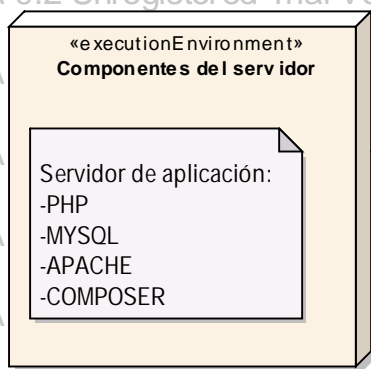 «executionEnvironment»
Componentes del servidor
Servidor de aplicación:
-PHP
-MYSQL
-APACHE
-COMPOSER